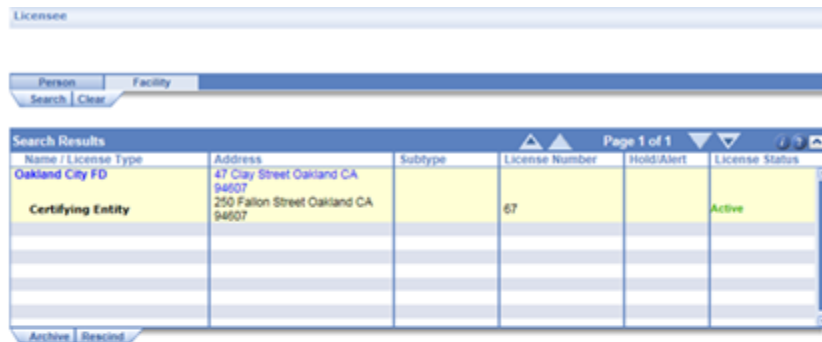 Licensee
Person Facility
Search Clear
Search Results Page 1 of 1
Name / License Type Address Subtype License Number Hold/Alert License Status
Oakland City FD 47 Clay Street Oakland CA
94607
Certifying Entity 250 Fallon Street Oakland CA 67 Active
94607
Archive Rescind